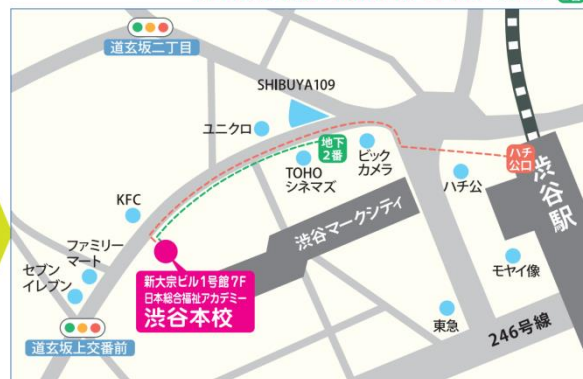 道玄坂二丁目
SHIBUYA109
ユニクロ
地下
2番
TOHO
シネマズ
ビック
カメラ
ハチ
公口
ハチ公
渋谷駅
KFC
渋谷マークシティ
ファミリー
マート
セブン
イレブン
モヤイ像
新大宗ビル1号館7F
日本総合福祉アカデミー
渋谷本校
東急
246号線
道玄坂上交番前